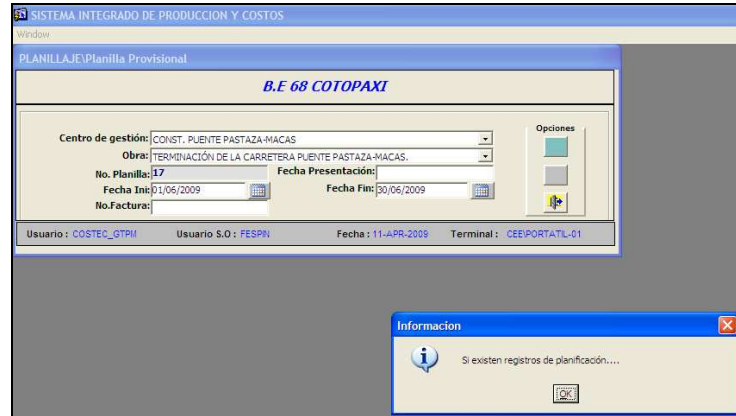 SISTEMA INTEGRADO DE PRODUCCION Y COSTOS
Window
PLANILLAJE\Planilla Provisional
B.E 68 COTOPAXI
Opciones
Centro de gestión: CONST. PUENTE PASTAZA-MACAS
Obra: TERMINACIÓN DE LA CARRETERA PUENTE PASTAZA-MACAS.
No. Planilla: 17 Fecha Presentación:
Fecha Ini: 01/06/2009 Fecha Fin: 30/06/2009
No.Factura:
Usuario : COSTEC_GTPM Usuario S.O : FESPIN Fecha : 11-APR-2009 Terminal : CEE\PORTATIL-01
Informacion
Si existen registros de planificación....
OK